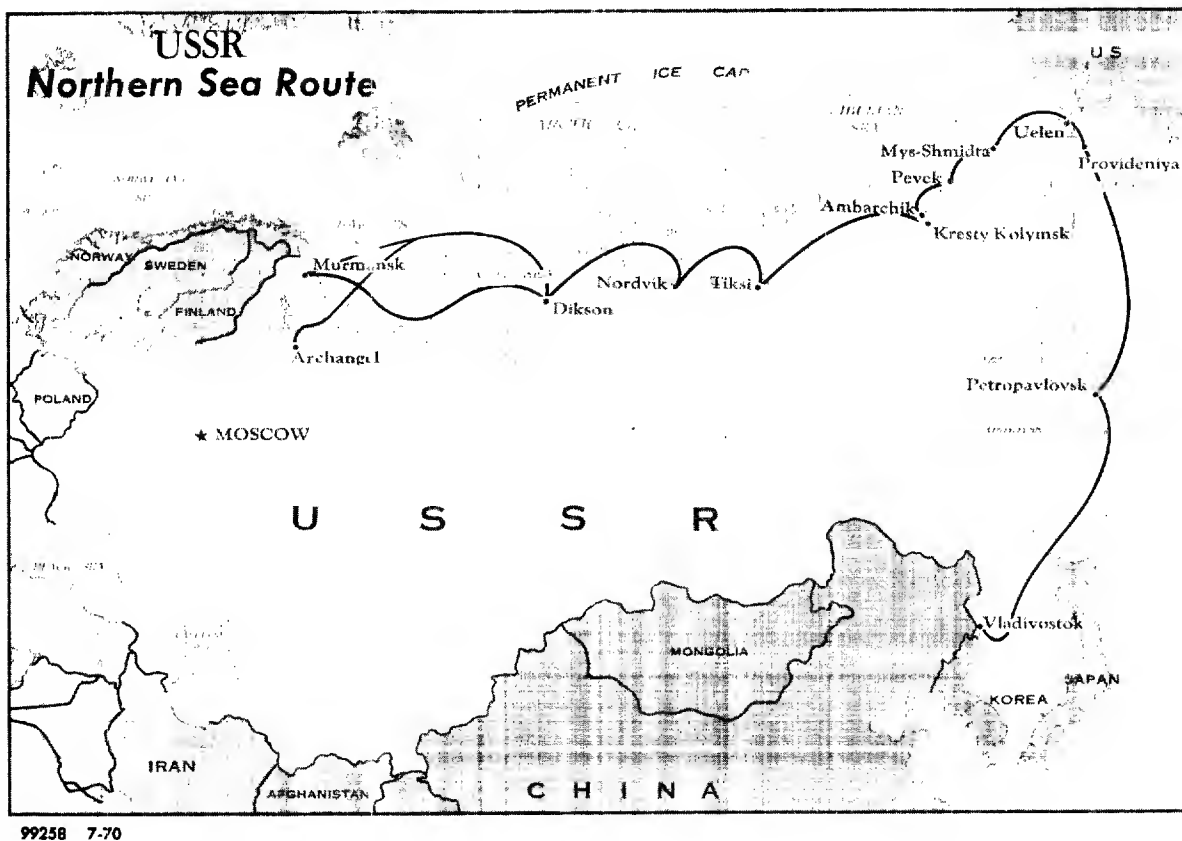 USSR
Northern Sea Route
PERMANENT ICE CAP
U S
Uelen
Mys-Shmidta
Provideniya
Pevek
Ambarchik
Kresty Kolymsk
NORWAY
SWEDEN
FINLAND
Murmansk
Nordvik
Tiksi
Dikson
Archangel
POLAND
Petropavlovsk
MOSCOW
U S S R
Vladivostok
MONGOLIA
JAPAN
KOREA
IRAN
AFGHANISTAN
CHINA
99258 7-70